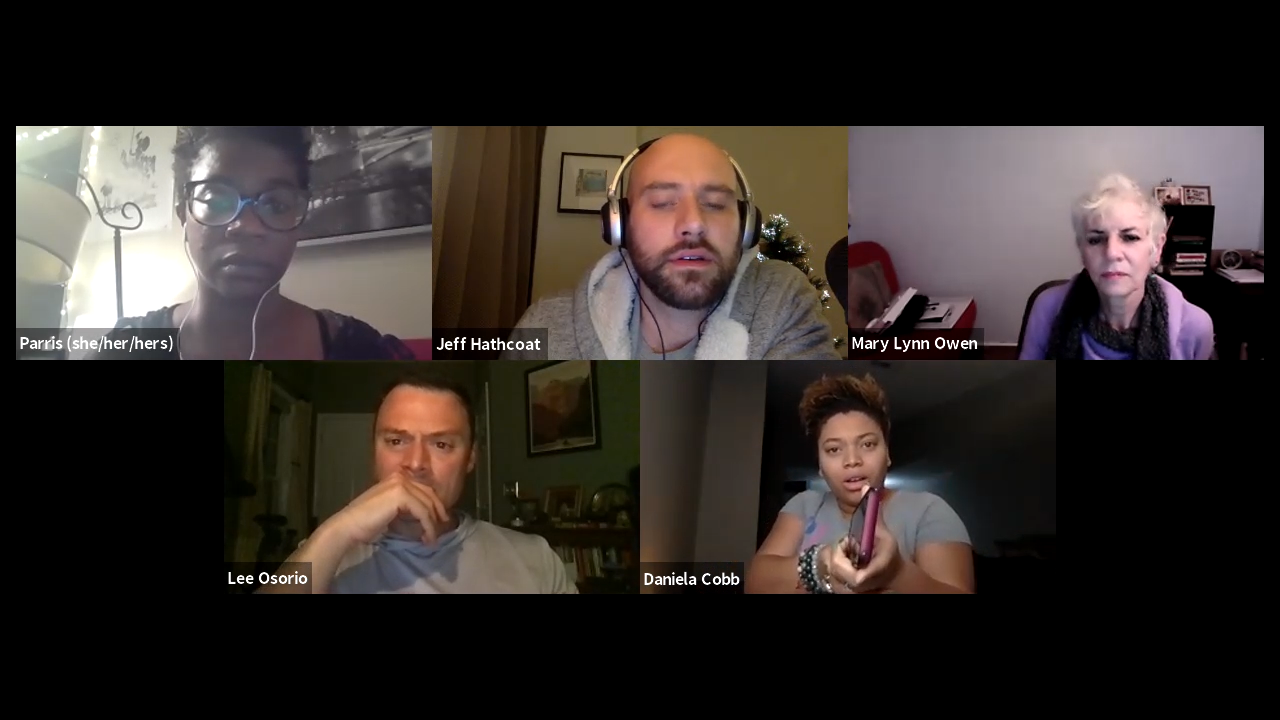 Parris (she/her/hers)
Jeff Hathcoat
Mary Lynn Owen
Lee Osorio
Daniela Cobb